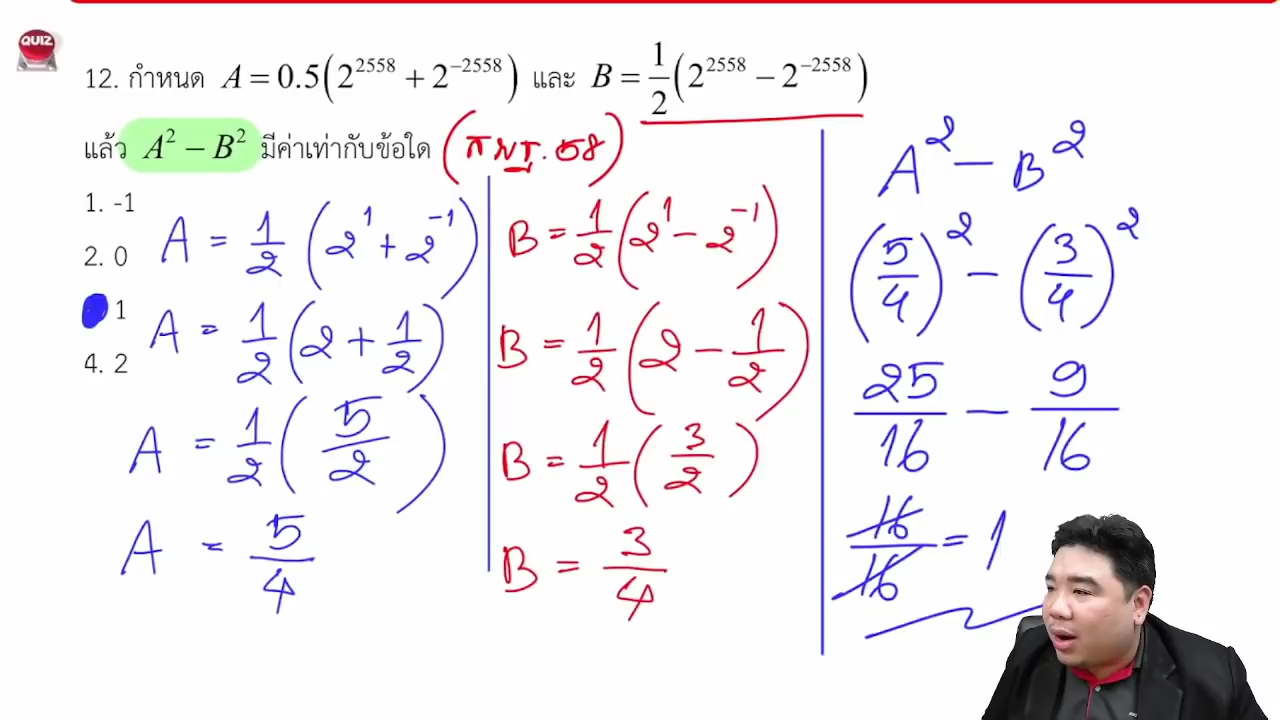 QUIZ
12. กำหนด A = 0.5(2^2558 + 2^-2558) และ B = 1/2(2^2558 − 2^-2558)
แล้ว A² − B² มีค่าเท่ากับข้อใด (กพ. 58)
1. -1
2. 0
1
4. 2
A = 1/2 (2^1 + 2^-1)
A = 1/2 (2 + 1/2)
A = 1/2 (5/2)
A = 5/4
B = 1/2 (2^1 − 2^-1)
B = 1/2 (2 − 1/2)
B = 1/2 (3/2)
B = 3/4
A² − B²
(5/4)² − (3/4)²
25/16 − 9/16
16/16 = 1